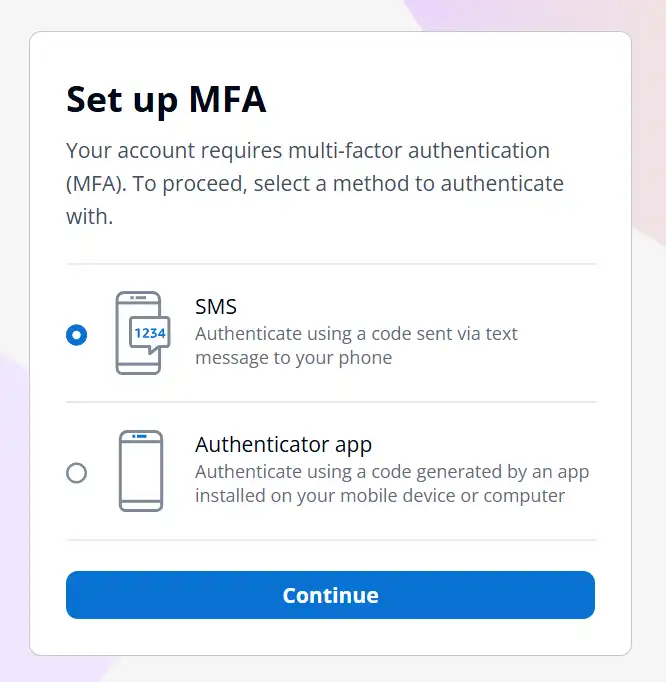 Set up MFA
Your account requires multi-factor authentication
(MFA). To proceed, select a method to authenticate
with.
1234
SMS
Authenticate using a code sent via text
message to your phone
Authenticator app
Authenticate using a code generated by an app
installed on your mobile device or computer
Continue